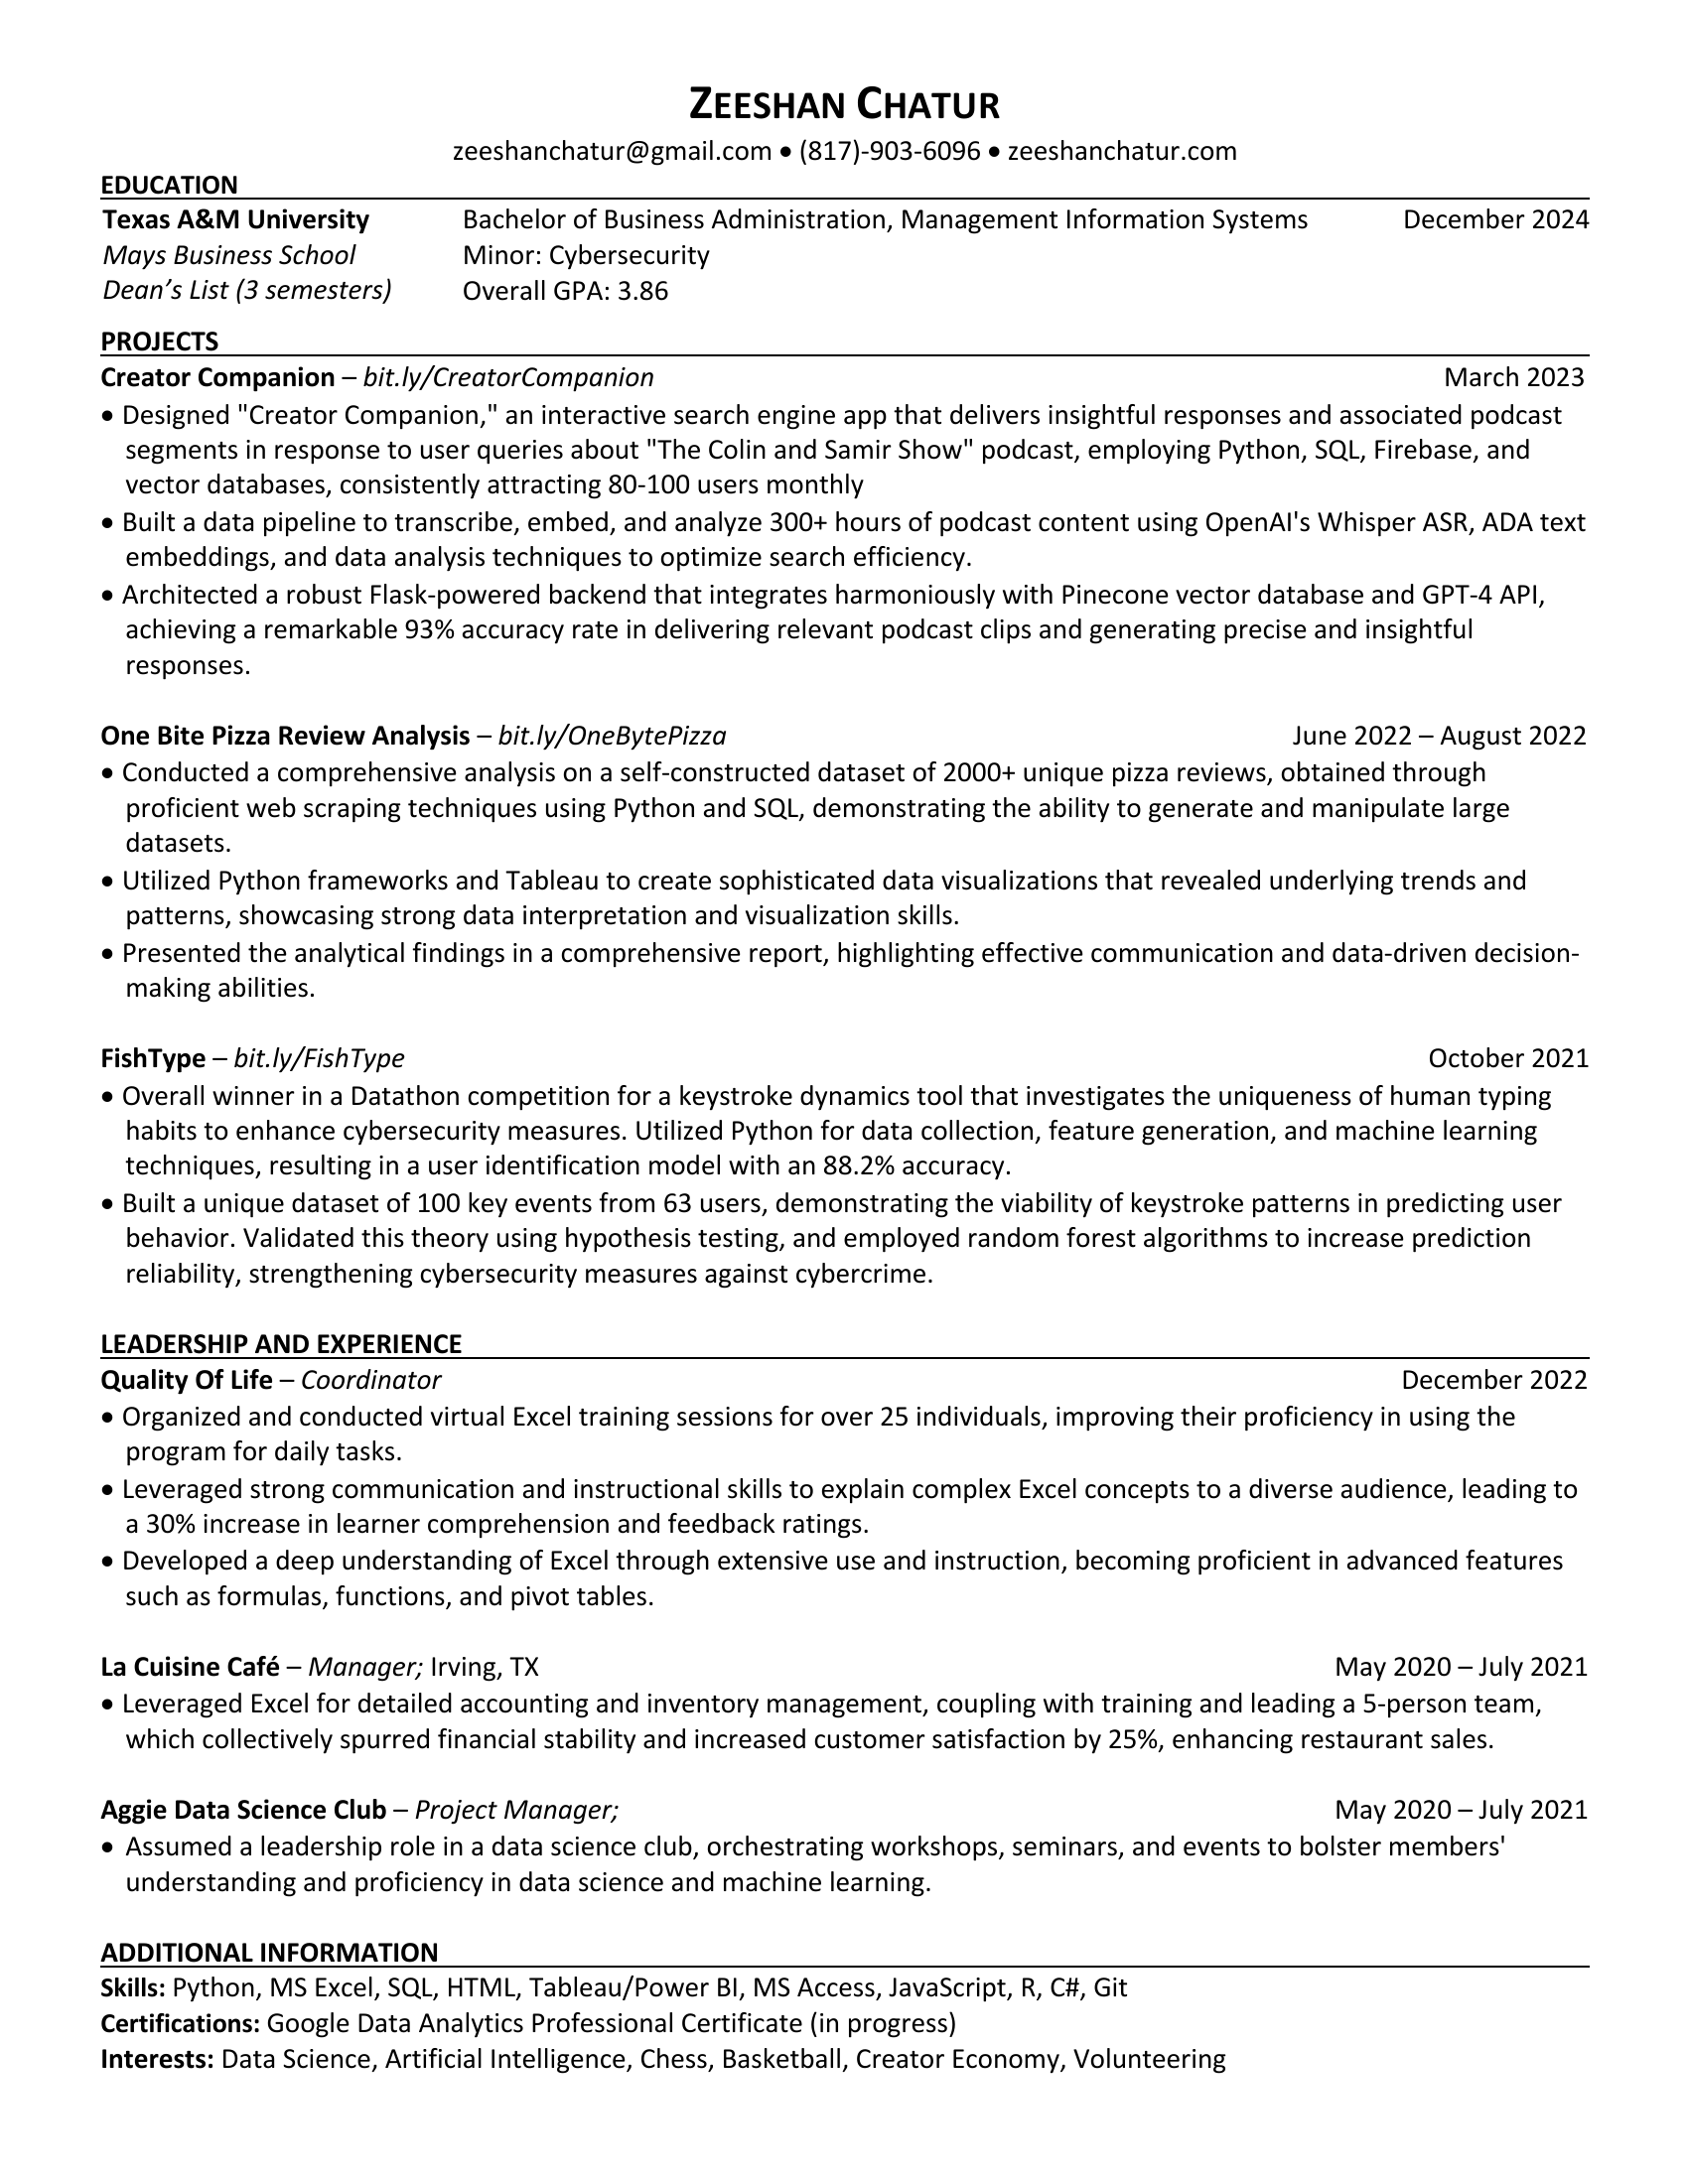 ZEESHAN CHATUR
zeeshanchatur@gmail.com • (817)-903-6096 • zeeshanchatur.com
EDUCATION
Texas A&M University Bachelor of Business Administration, Management Information Systems December 2024
Mays Business School Minor: Cybersecurity
Dean’s List (3 semesters) Overall GPA: 3.86
PROJECTS
Creator Companion – bit.ly/CreatorCompanion March 2023
• Designed "Creator Companion," an interactive search engine app that delivers insightful responses and associated podcast
segments in response to user queries about "The Colin and Samir Show" podcast, employing Python, SQL, Firebase, and
vector databases, consistently attracting 80-100 users monthly
• Built a data pipeline to transcribe, embed, and analyze 300+ hours of podcast content using OpenAI's Whisper ASR, ADA text
embeddings, and data analysis techniques to optimize search efficiency.
• Architected a robust Flask-powered backend that integrates harmoniously with Pinecone vector database and GPT-4 API,
achieving a remarkable 93% accuracy rate in delivering relevant podcast clips and generating precise and insightful
responses.
One Bite Pizza Review Analysis – bit.ly/OneBytePizza June 2022 – August 2022
• Conducted a comprehensive analysis on a self-constructed dataset of 2000+ unique pizza reviews, obtained through
proficient web scraping techniques using Python and SQL, demonstrating the ability to generate and manipulate large
datasets.
• Utilized Python frameworks and Tableau to create sophisticated data visualizations that revealed underlying trends and
patterns, showcasing strong data interpretation and visualization skills.
• Presented the analytical findings in a comprehensive report, highlighting effective communication and data-driven decision-
making abilities.
FishType – bit.ly/FishType October 2021
• Overall winner in a Datathon competition for a keystroke dynamics tool that investigates the uniqueness of human typing
habits to enhance cybersecurity measures. Utilized Python for data collection, feature generation, and machine learning
techniques, resulting in a user identification model with an 88.2% accuracy.
• Built a unique dataset of 100 key events from 63 users, demonstrating the viability of keystroke patterns in predicting user
behavior. Validated this theory using hypothesis testing, and employed random forest algorithms to increase prediction
reliability, strengthening cybersecurity measures against cybercrime.
LEADERSHIP AND EXPERIENCE
Quality Of Life – Coordinator December 2022
• Organized and conducted virtual Excel training sessions for over 25 individuals, improving their proficiency in using the
program for daily tasks.
• Leveraged strong communication and instructional skills to explain complex Excel concepts to a diverse audience, leading to
a 30% increase in learner comprehension and feedback ratings.
• Developed a deep understanding of Excel through extensive use and instruction, becoming proficient in advanced features
such as formulas, functions, and pivot tables.
La Cuisine Café – Manager; Irving, TX May 2020 – July 2021
• Leveraged Excel for detailed accounting and inventory management, coupling with training and leading a 5-person team,
which collectively spurred financial stability and increased customer satisfaction by 25%, enhancing restaurant sales.
Aggie Data Science Club – Project Manager; May 2020 – July 2021
• Assumed a leadership role in a data science club, orchestrating workshops, seminars, and events to bolster members'
understanding and proficiency in data science and machine learning.
ADDITIONAL INFORMATION
Skills: Python, MS Excel, SQL, HTML, Tableau/Power BI, MS Access, JavaScript, R, C#, Git
Certifications: Google Data Analytics Professional Certificate (in progress)
Interests: Data Science, Artificial Intelligence, Chess, Basketball, Creator Economy, Volunteering